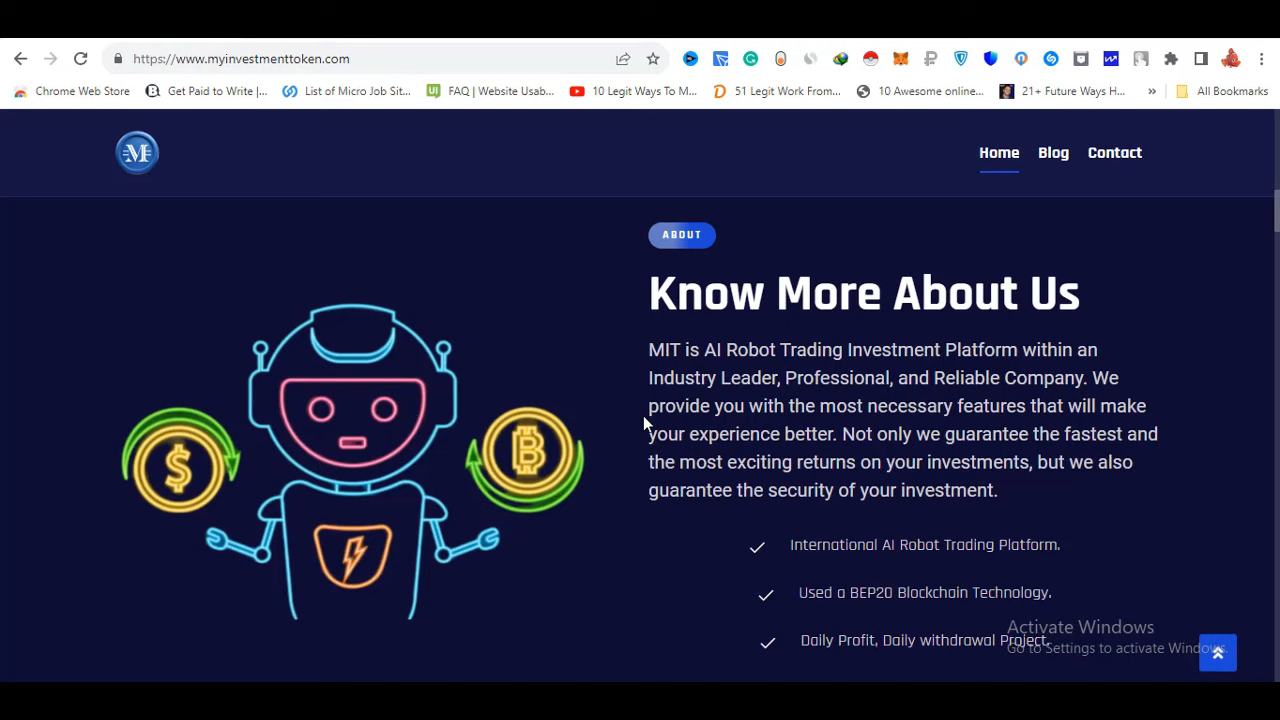 https://www.myinvestmenttoken.com
Chrome Web Store
Get Paid to Write |...
List of Micro Job Sit...
FAQ | Website Usab...
10 Legit Ways To M...
51 Legit Work From...
10 Awesome online...
21+ Future Ways H...
»
All Bookmarks
M
Home
Blog
Contact
ABOUT
Know More About Us
MIT is AI Robot Trading Investment Platform within an
Industry Leader, Professional, and Reliable Company. We
provide you with the most necessary features that will make
your experience better. Not only we guarantee the fastest and
the most exciting returns on your investments, but we also
guarantee the security of your investment.
International AI Robot Trading Platform.
Used a BEP20 Blockchain Technology.
Daily Profit, Daily withdrawal Project.
Activate Windows
Go to Settings to activate Windows.